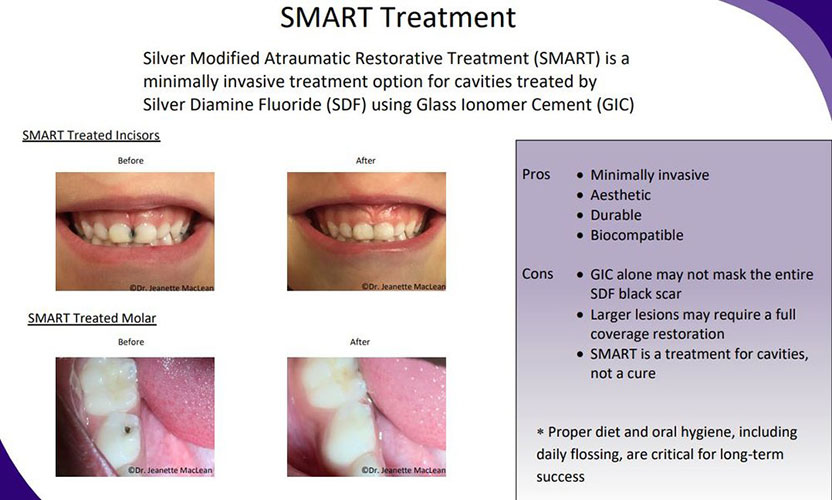 SMART Treatment
Silver Modified Atraumatic Restorative Treatment (SMART) is a
minimally invasive treatment option for cavities treated by
Silver Diamine Fluoride (SDF) using Glass Ionomer Cement (GIC)
SMART Treated Incisors
Before
After
©Dr. Jeanette MacLean
©Dr. Jeanette MacLean
SMART Treated Molar
Before
After
©Dr. Jeanette MacLean
©Dr. Jeanette MacLean
Pros
• Minimally invasive
• Aesthetic
• Durable
• Biocompatible
Cons
• GIC alone may not mask the entire
SDF black scar
• Larger lesions may require a full
coverage restoration
• SMART is a treatment for cavities,
not a cure
* Proper diet and oral hygiene, including
daily flossing, are critical for long-term
success